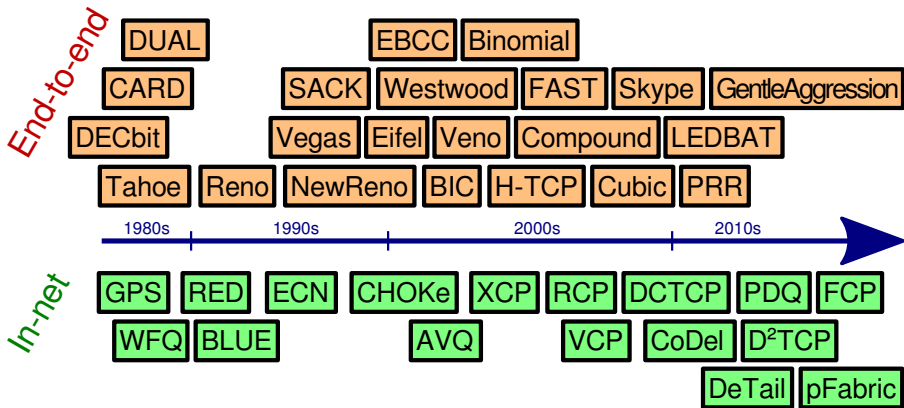 End-to-end
DUAL EBCC Binomial
CARD SACK Westwood FAST Skype GentleAggression
DECbit Vegas Eifel Veno Compound LEDBAT
Tahoe Reno NewReno BIC H-TCP Cubic PRR
1980s 1990s 2000s 2010s
In-net
GPS RED ECN CHOKe XCP RCP DCTCP PDQ FCP
WFQ BLUE AVQ VCP CoDel D²TCP
DeTail pFabric